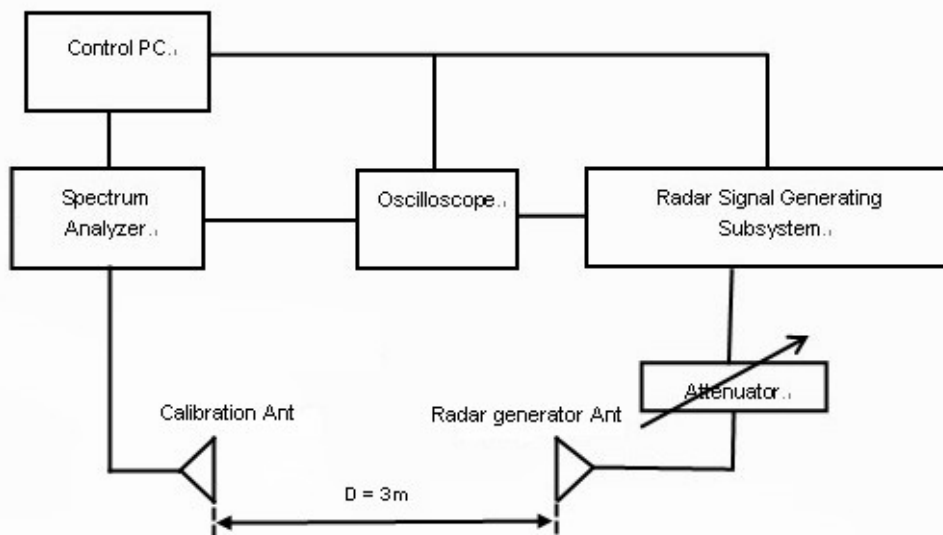 Control PC.
Spectrum
Analyzer.
Oscilloscope.
Radar Signal Generating
Subsystem.
Attenuator.
Calibration Ant
Radar generator Ant
D = 3m